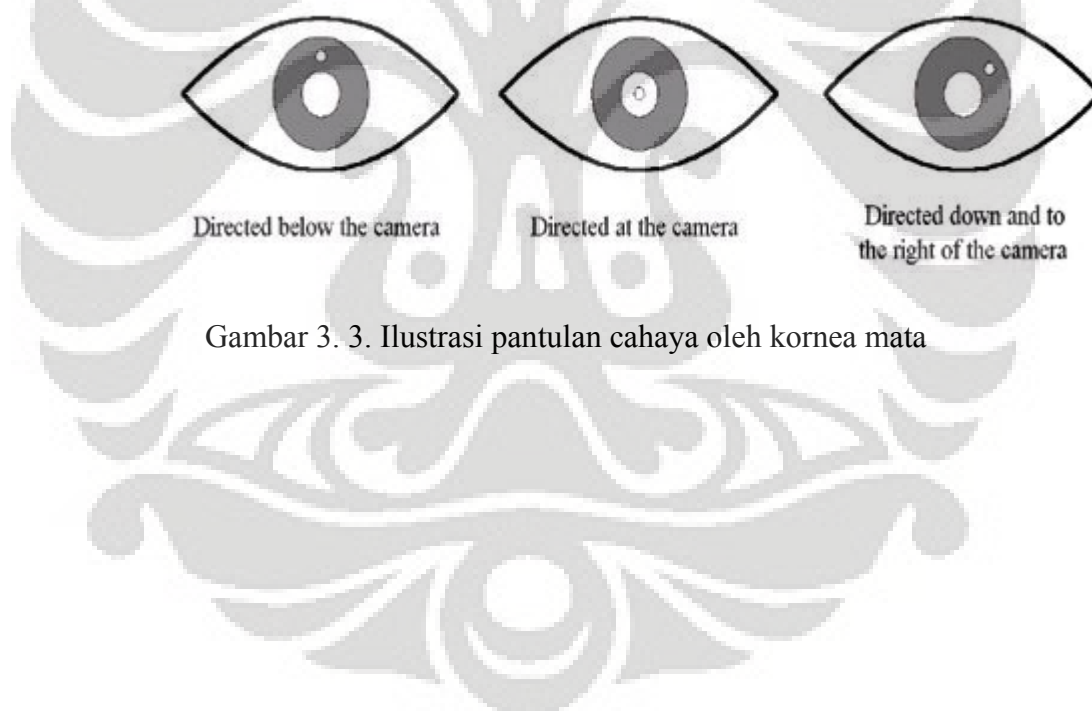 Directed below the camera
Directed at the camera
Directed down and to
the right of the camera
Gambar 3. 3. Ilustrasi pantulan cahaya oleh kornea mata